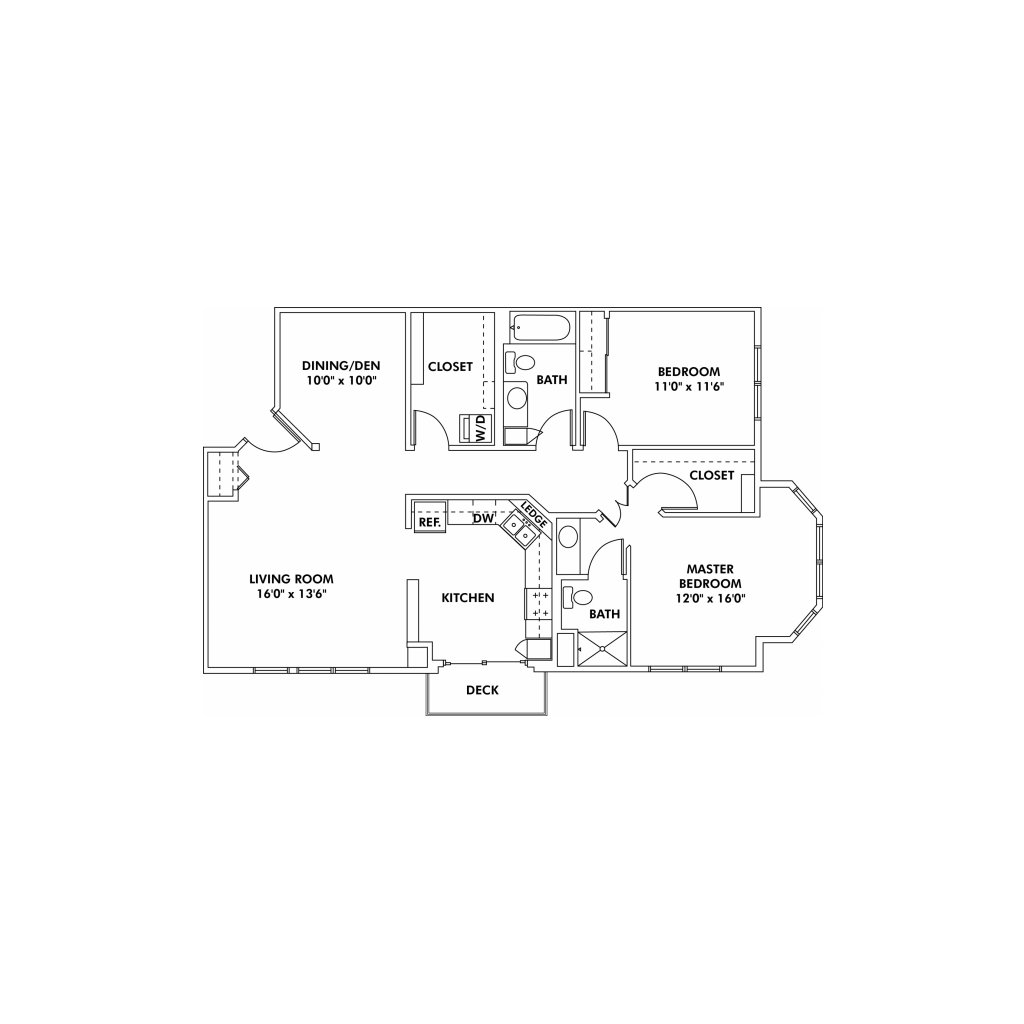 DINING/DEN
10'0" x 10'0"
CLOSET
W/D
BATH
BEDROOM
11'0" x 11'6"
CLOSET
REF.
DW
LEDGE
LIVING ROOM
16'0" x 13'6"
KITCHEN
BATH
MASTER
BEDROOM
12'0" x 16'0"
DECK